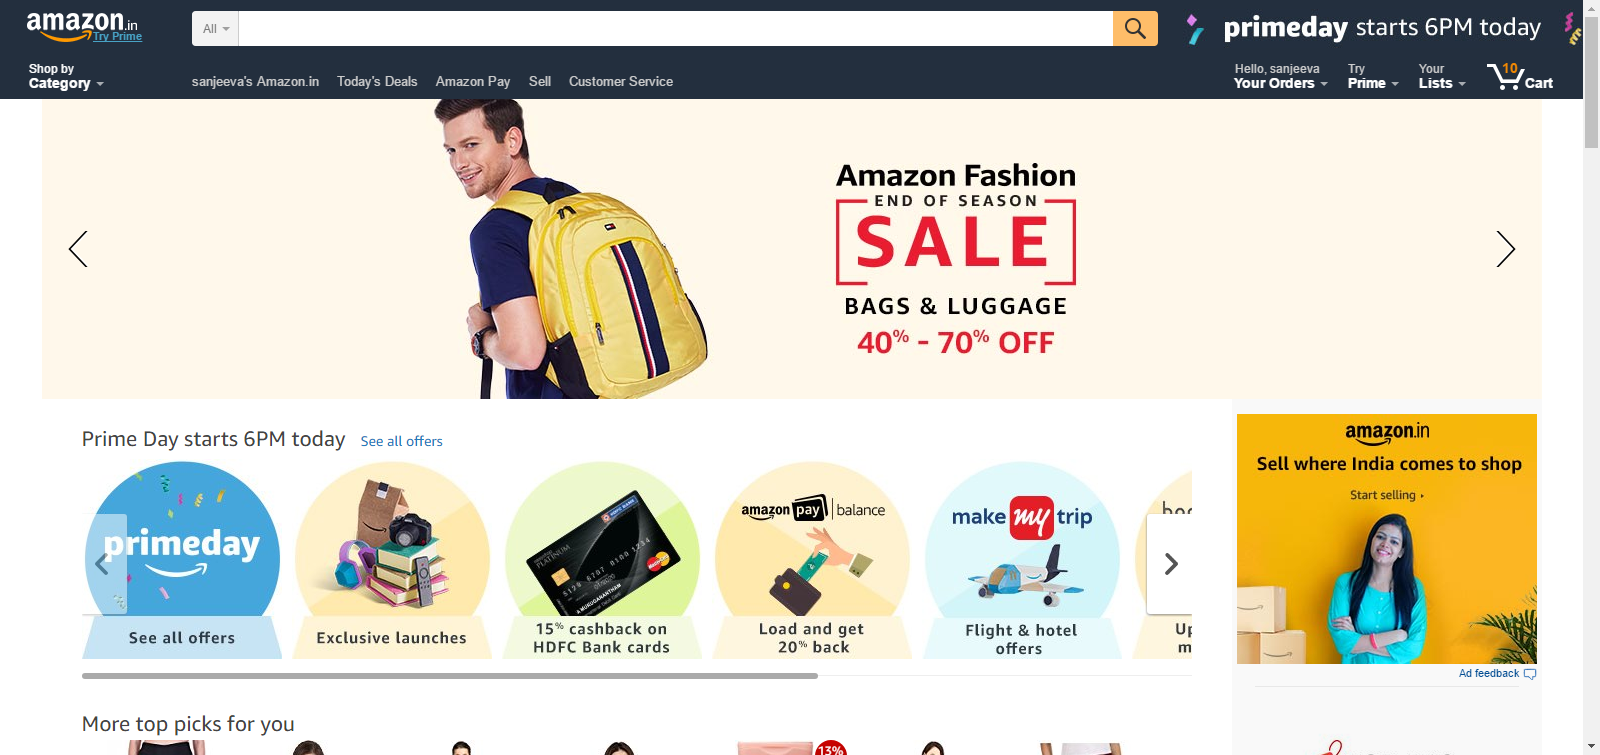 amazon.in
Try Prime
All
primeday starts 6PM today
Shop by
Category
sanjeeva's Amazon.in
Today's Deals
Amazon Pay
Sell
Customer Service
Hello, sanjeeva
Your Orders
Try
Prime
Your
Lists
10
Cart
Amazon Fashion
END OF SEASON
SALE
BAGS & LUGGAGE
40% - 70% OFF
Prime Day starts 6PM today See all offers
primeday
See all offers
Exclusive launches
15% cashback on
HDFC Bank cards
amazon pay balance
Load and get
20% back
make my trip
Flight & hotel
offers
amazon.in
Sell where India comes to shop
Start selling
Ad feedback
More top picks for you
13%